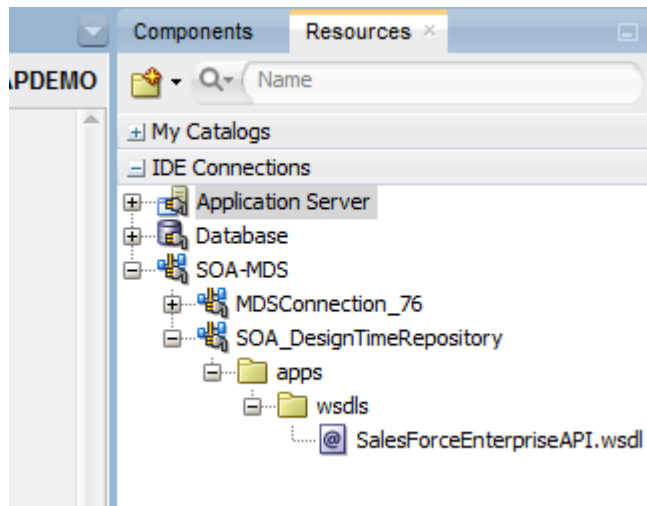 Components Resources
APDEMO
Name
My Catalogs
IDE Connections
Application Server
Database
SOA-MDS
MDSConnection_76
SOA_DesignTimeRepository
apps
wsdls
@ SalesForceEnterpriseAPI.wsdl